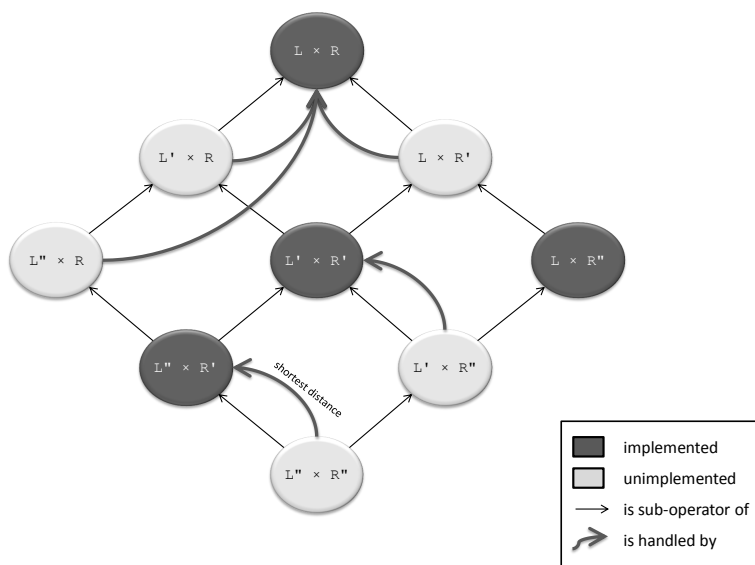 L × R
L' × R
L × R'
L" × R
L' × R'
L × R"
L" × R'
L' × R"
shortest distance
L" × R"
implemented
unimplemented
is sub-operator of
is handled by